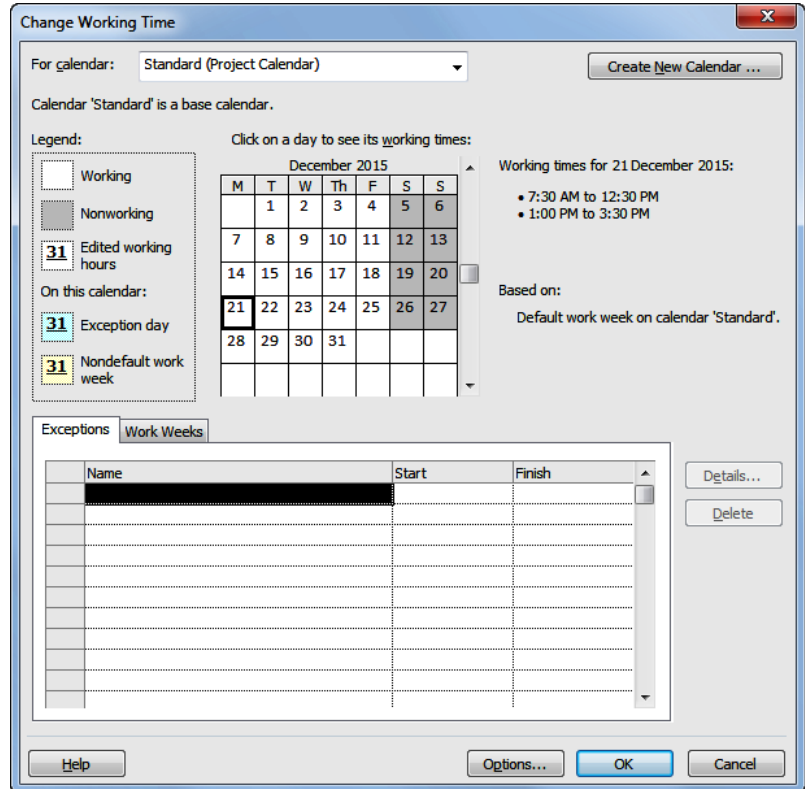 Change Working Time
X
For calendar: Standard (Project Calendar) Create New Calendar ...
Calendar 'Standard' is a base calendar.
Legend:
Working
Nonworking
31 Edited working
hours
On this calendar:
31 Exception day
31 Nondefault work
week
Click on a day to see its working times:
December 2015
M T W Th F S S
1 2 3 4 5 6
7 8 9 10 11 12 13
14 15 16 17 18 19 20
21 22 23 24 25 26 27
28 29 30 31
Working times for 21 December 2015:
• 7:30 AM to 12:30 PM
• 1:00 PM to 3:30 PM
Based on:
Default work week on calendar 'Standard'.
Exceptions Work Weeks
Name Start Finish
Details...
Delete
Help Options... OK Cancel